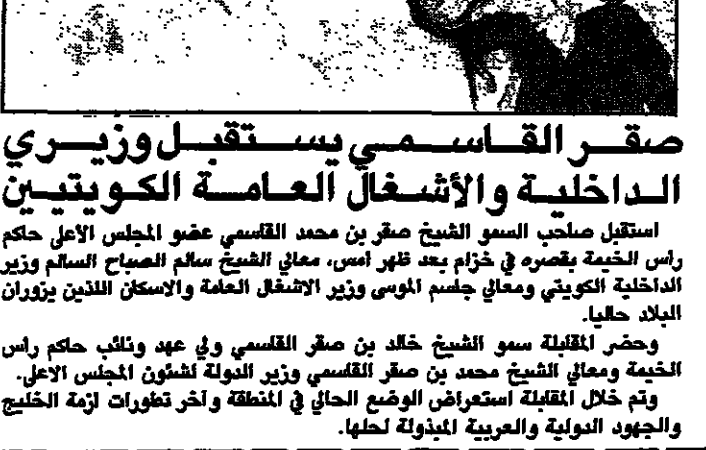 صقر القاسمي يستقبل وزيري
الداخلية والأشغال العامة الكويتيين
استقبل صاحب السمو الشيخ صقر بن محمد القاسمي عضو المجلس الأعلى حاكم
راس الخيمة بقصره في خزام بعد ظهر امس، معالي الشيخ سالم الصباح السالم وزير
الداخلية الكويتي ومعالي جاسم الموسى وزير الاشغال العامة والاسكان اللذين يزوران
البلاد حاليا.
وحضر المقابلة سمو الشيخ خالد بن صقر القاسمي ولي عهد ونائب حاكم راس
الخيمة ومعالي الشيخ محمد بن صقر القاسمي وزير الدولة لشئون المجلس الاعلى.
وتم خلال المقابلة استعراض الوضع الحالي في المنطقة وآخر تطورات ازمة الخليج
والجهود الدولية والعربية المبذولة لحلها.